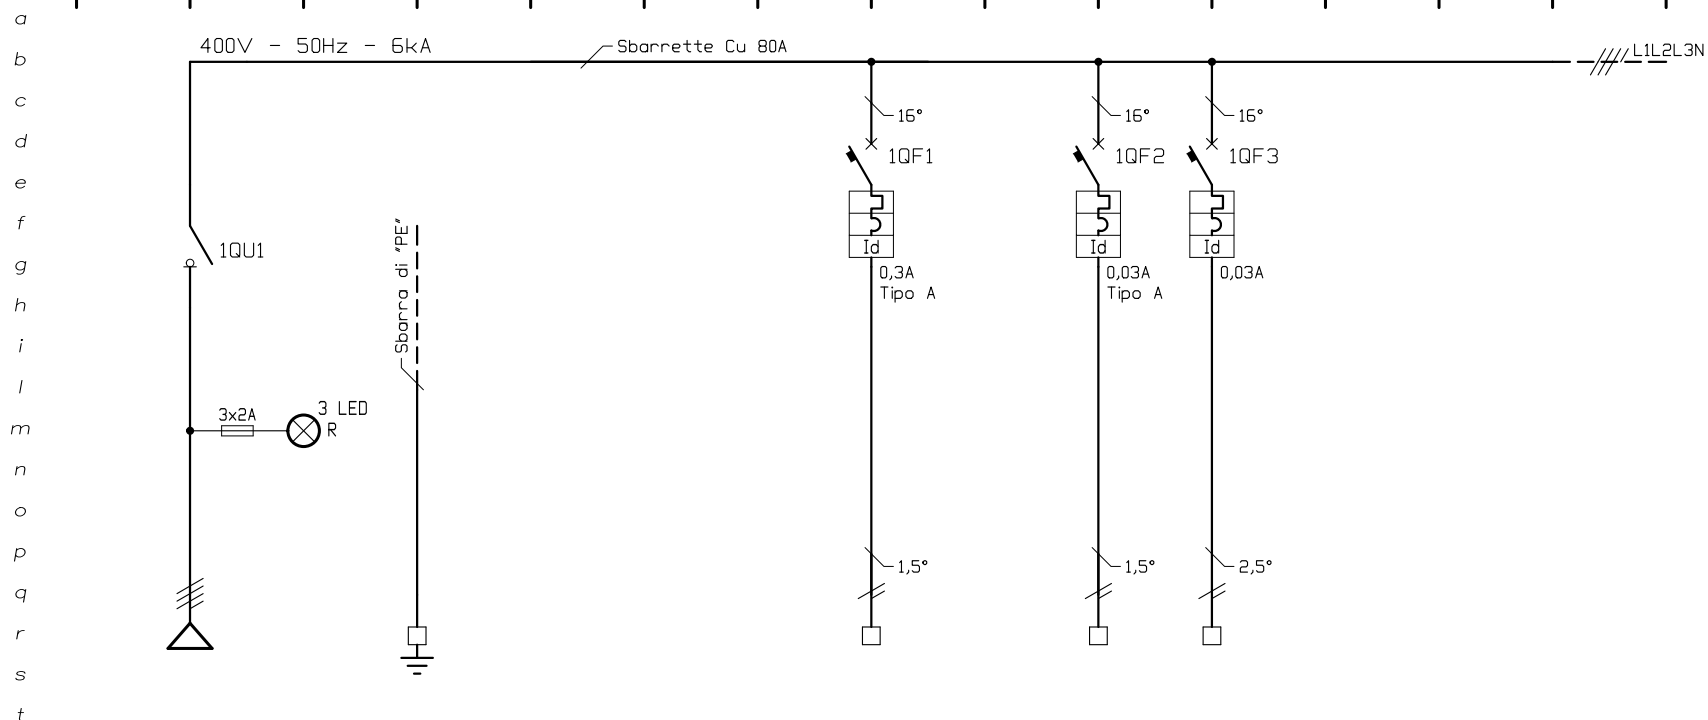 a
400V - 50Hz - 6kA
Sbarrette Cu 80A
L1L2L3N
b
c
16°
16°
16°
d
1QF1
1QF2
1QF3
e
f
Sbarra di "PE"
1QU1
Id
Id
Id
g
0,3A
0,03A
0,03A
Tipo A
Tipo A
h
i
l
3x2A
3 LED
R
m
n
o
p
1,5°
1,5°
2,5°
q
r
s
t